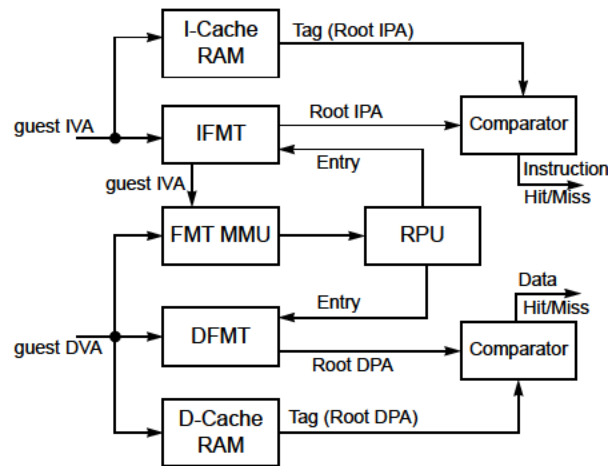 I-Cache
RAM
Tag (Root IPA)
guest IVA
IFMT
Root IPA
Comparator
Entry
Instruction
Hit/Miss
guest IVA
FMT MMU
RPU
Entry
Data
Hit/Miss
guest DVA
DFMT
Root DPA
Comparator
D-Cache
RAM
Tag (Root DPA)